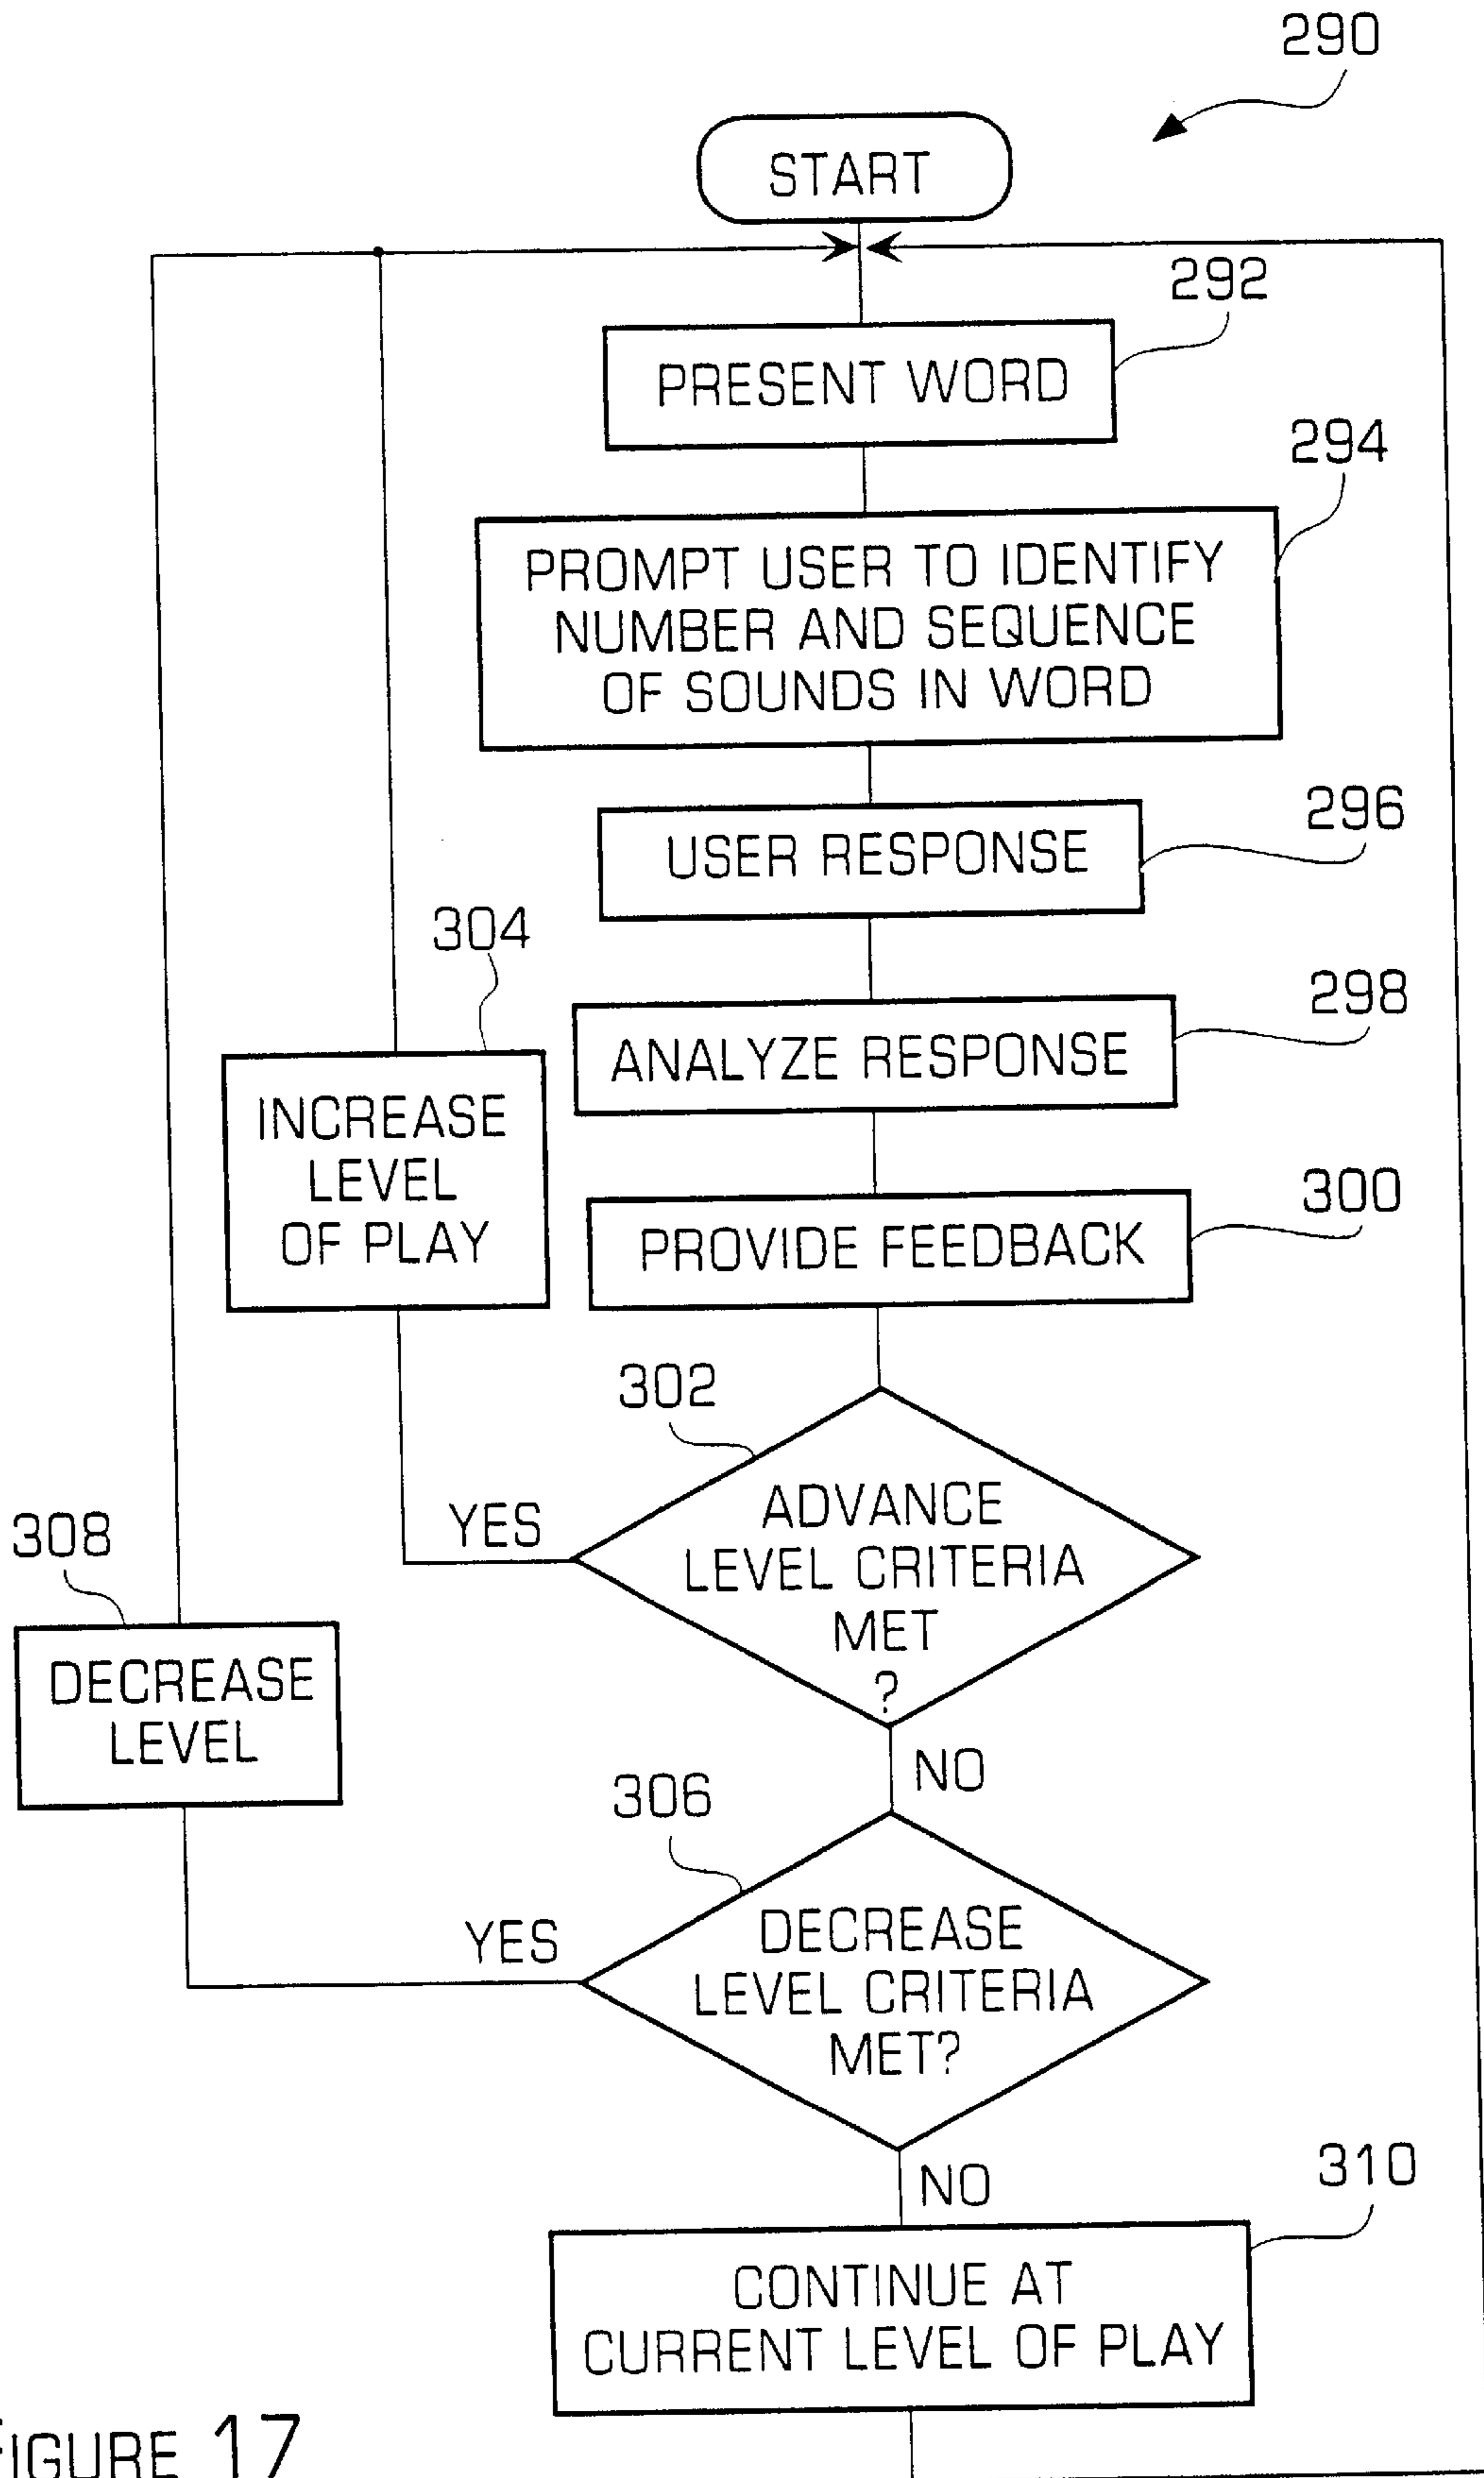 290
START
292
PRESENT WORD
294
PROMPT USER TO IDENTIFY
NUMBER AND SEQUENCE
OF SOUNDS IN WORD
296
USER RESPONSE
298
ANALYZE RESPONSE
304
INCREASE
LEVEL
OF PLAY
300
PROVIDE FEEDBACK
302
ADVANCE
LEVEL CRITERIA
MET
?
YES
308
DECREASE
LEVEL
NO
306
DECREASE
LEVEL CRITERIA
MET?
YES
NO
310
CONTINUE AT
CURRENT LEVEL OF PLAY
FIGURE 17